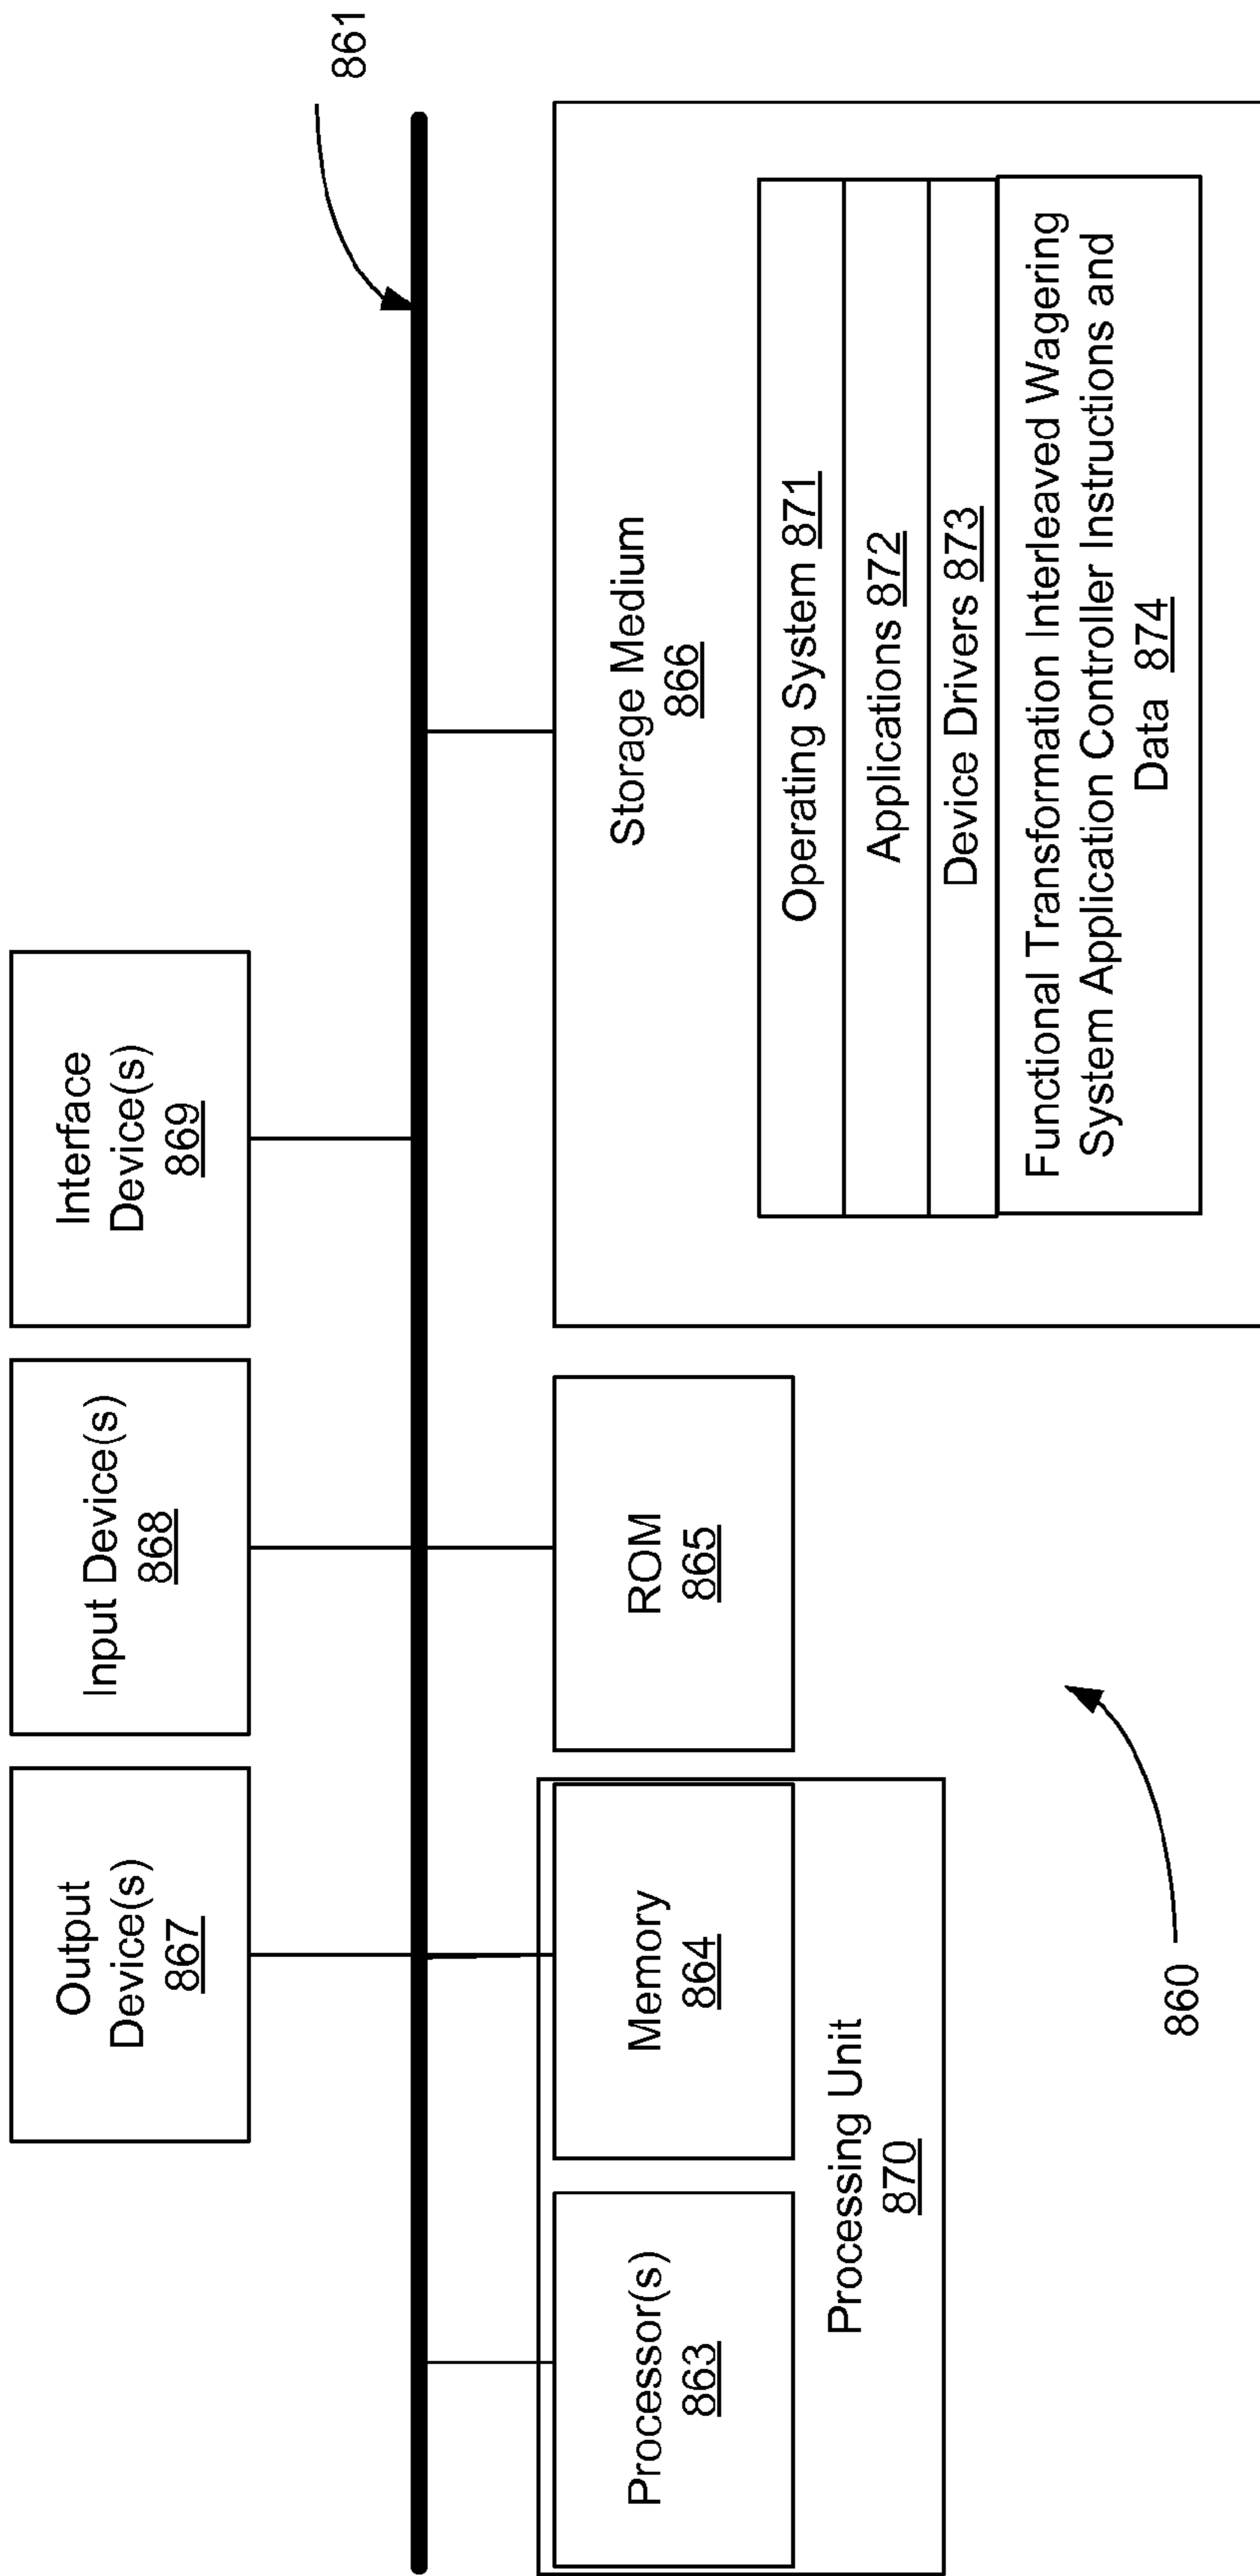 861
Output
Device(s)
867
Input Device(s)
868
Interface
Device(s)
869
Processor(s)
863
Memory
864
Processing Unit
870
ROM
865
Storage Medium
866
Operating System 871
Applications 872
Device Drivers 873
Functional Transformation Interleaved Wagering
System Application Controller Instructions and
Data 874
860